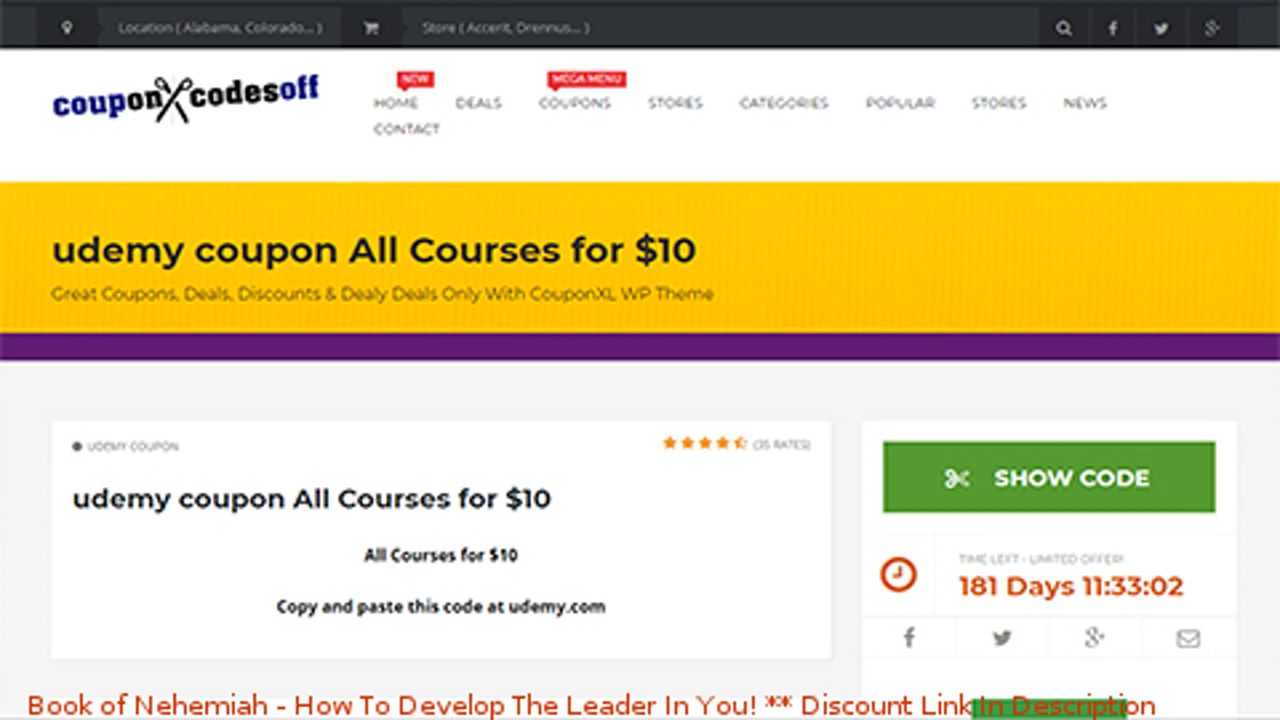 Location ( Alabama, Colorado... )
Store ( Accent, Drennus... )
couponXcodesoff
NEW
MEGA MENU
HOME DEALS COUPONS STORES CATEGORIES POPULAR STORES NEWS
CONTACT
udemy coupon All Courses for $10
Great Coupons, Deals, Discounts & Dealy Deals Only With CouponXL WP Theme
UDEMY COUPON
(35 RATES)
udemy coupon All Courses for $10
All Courses for $10
Copy and paste this code at udemy.com
SHOW CODE
TIME LEFT - LIMITED OFFER!
181 Days 11:33:02
Book of Nehemiah - How To Develop The Leader In You! ** Discount Link In Description